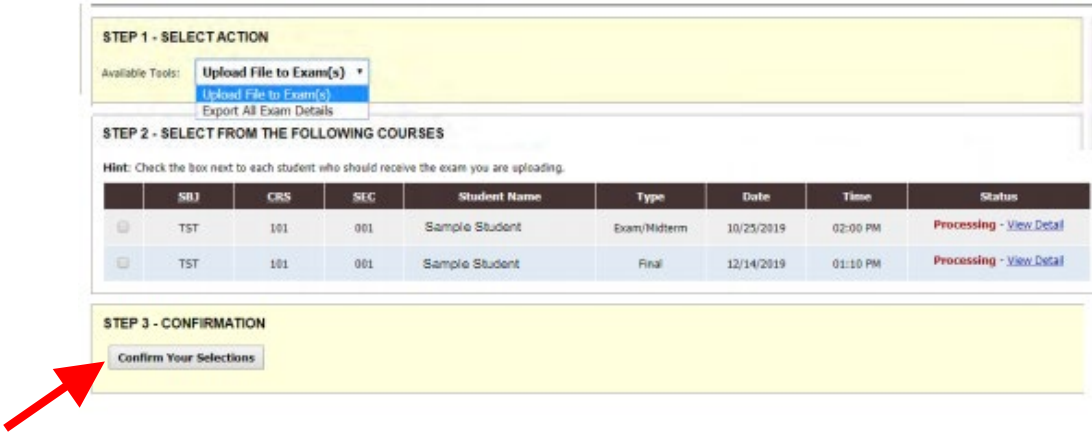 STEP 1 - SELECT ACTION
Available Tools: Upload File to Exam(s)
Upload File to Exam(s)
Export All Exam Details
STEP 2 - SELECT FROM THE FOLLOWING COURSES
Hint: Check the box next to each student who should receive the exam you are uploading.
SBJ CRS SEC Student Name Type Date Time Status
TST 101 001 Sample Student Exam/Midterm 10/25/2019 02:00 PM Processing - View Detail
TST 101 001 Sample Student Final 12/14/2019 01:10 PM Processing - View Detail
STEP 3 - CONFIRMATION
Confirm Your Selections